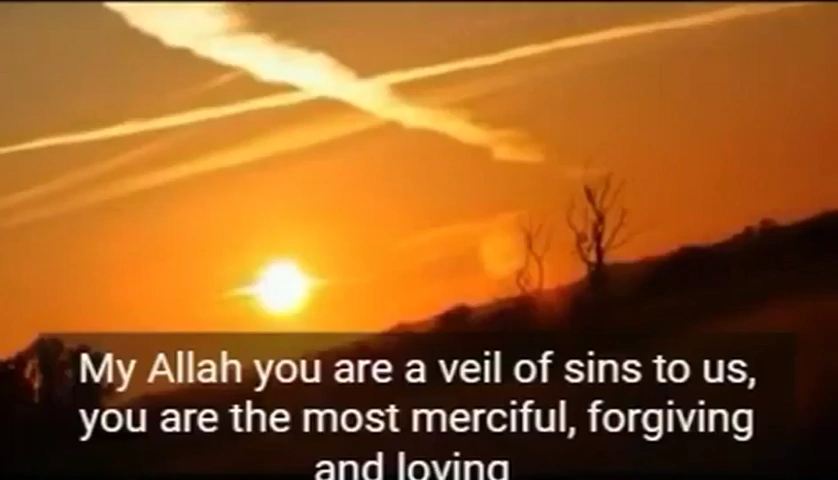 My Allah you are a veil of sins to us,
you are the most merciful, forgiving
and loving